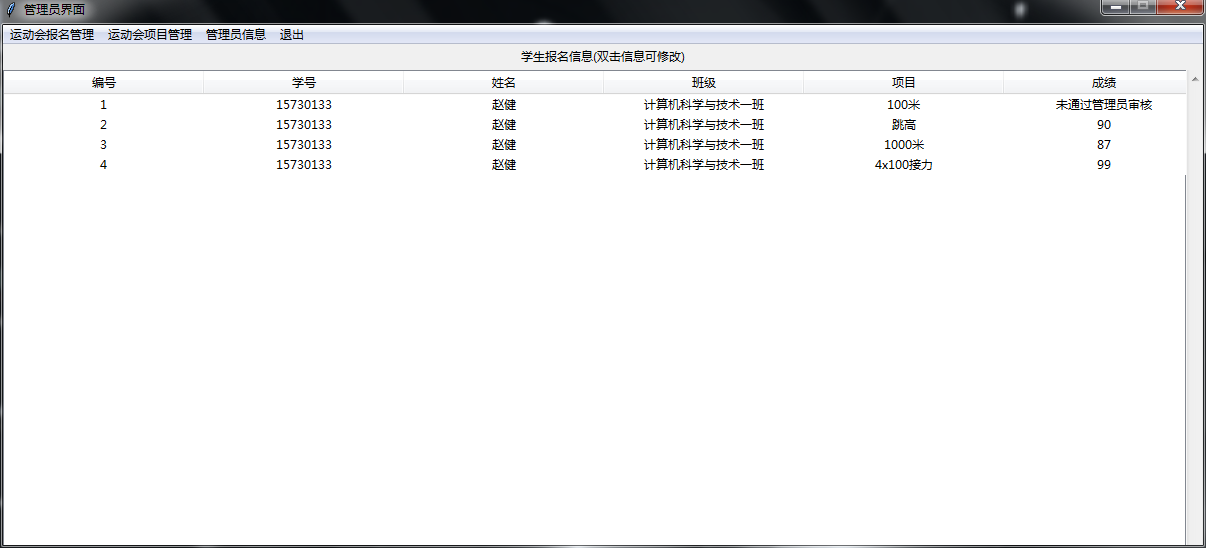 管理员界面
运动会报名管理 运动会项目管理 管理员信息 退出
学生报名信息(双击信息可修改)
编号 学号 姓名 班级 项目 成绩
1 15730133 赵健 计算机科学与技术一班 100米 未通过管理员审核
2 15730133 赵健 计算机科学与技术一班 跳高 90
3 15730133 赵健 计算机科学与技术一班 1000米 87
4 15730133 赵健 计算机科学与技术一班 4x100接力 99